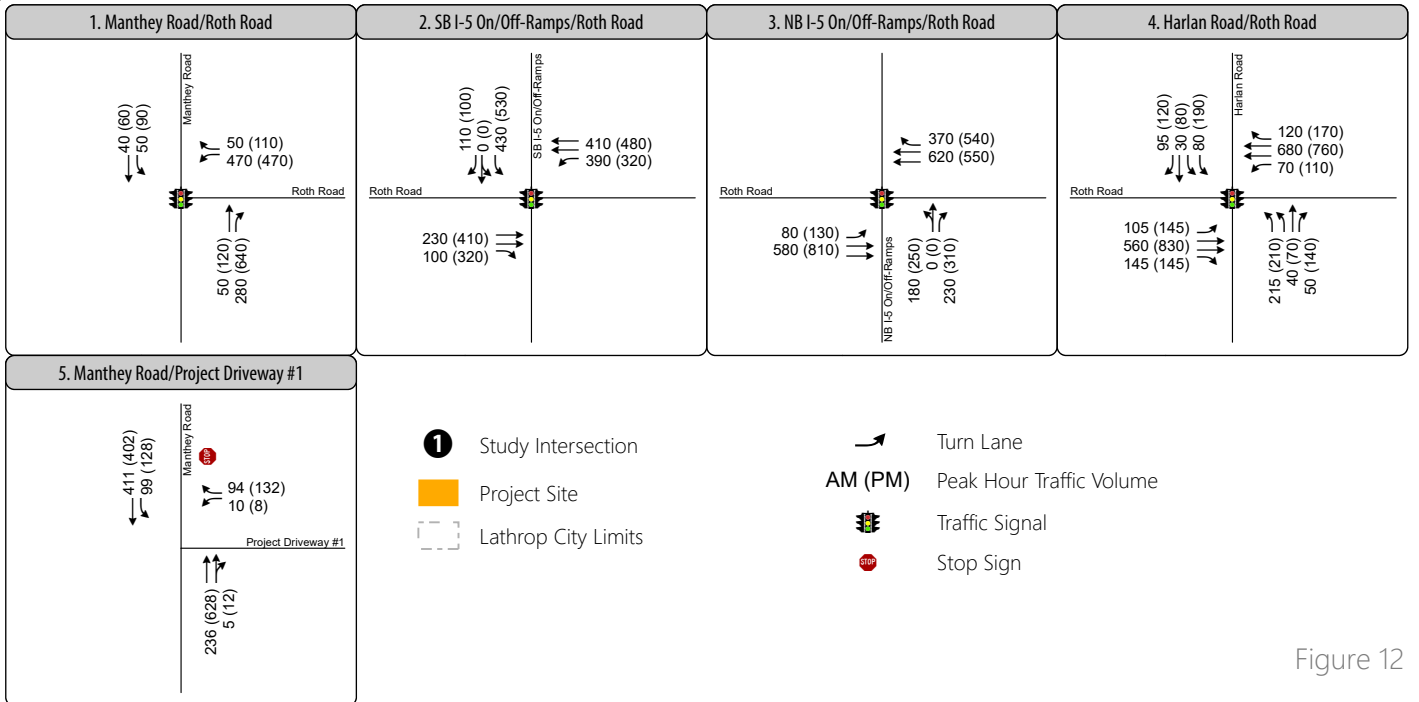 1. Manthey Road/Roth Road
40 (60)
50 (90)
Manthey Road
50 (110)
470 (470)
Roth Road
50 (120)
280 (640)
2. SB I-5 On/Off-Ramps/Roth Road
110 (100)
0 (0)
430 (530)
SB I-5 On/Off-Ramps
410 (480)
390 (320)
Roth Road
230 (410)
100 (320)
3. NB I-5 On/Off-Ramps/Roth Road
370 (540)
620 (550)
Roth Road
80 (130)
580 (810)
NB I-5 On/Off-Ramps
180 (250)
0 (0)
230 (310)
4. Harlan Road/Roth Road
95 (120)
30 (80)
80 (190)
Harlan Road
120 (170)
680 (760)
70 (110)
Roth Road
105 (145)
560 (830)
145 (145)
215 (210)
40 (70)
50 (140)
5. Manthey Road/Project Driveway #1
411 (402)
99 (128)
Manthey Road
STOP
94 (132)
10 (8)
Project Driveway #1
236 (628)
5 (12)
1 Study Intersection
Project Site
Lathrop City Limits
Turn Lane
AM (PM) Peak Hour Traffic Volume
Traffic Signal
STOP Stop Sign
Figure 12